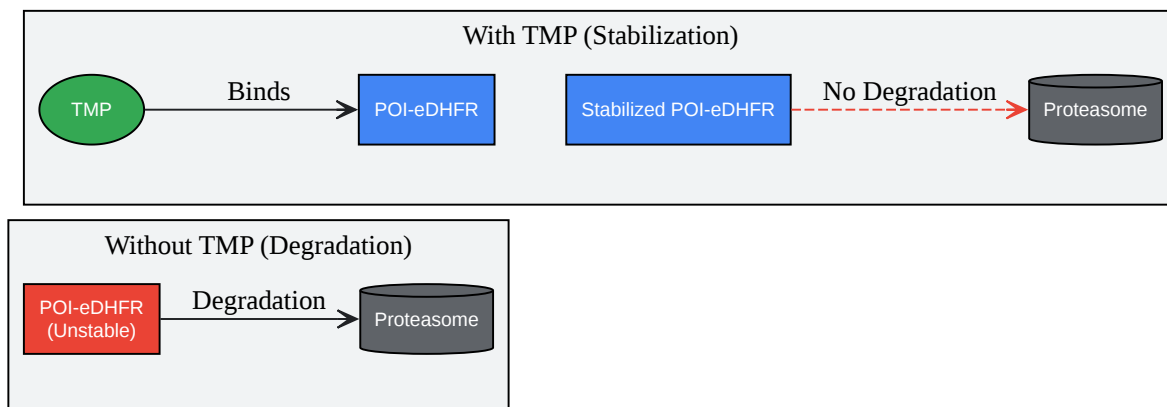 With TMP (Stabilization)
TMP
Binds
POI-eDHFR
Stabilized POI-eDHFR
No Degradation
Proteasome
Without TMP (Degradation)
POI-eDHFR
(Unstable)
Degradation
Proteasome